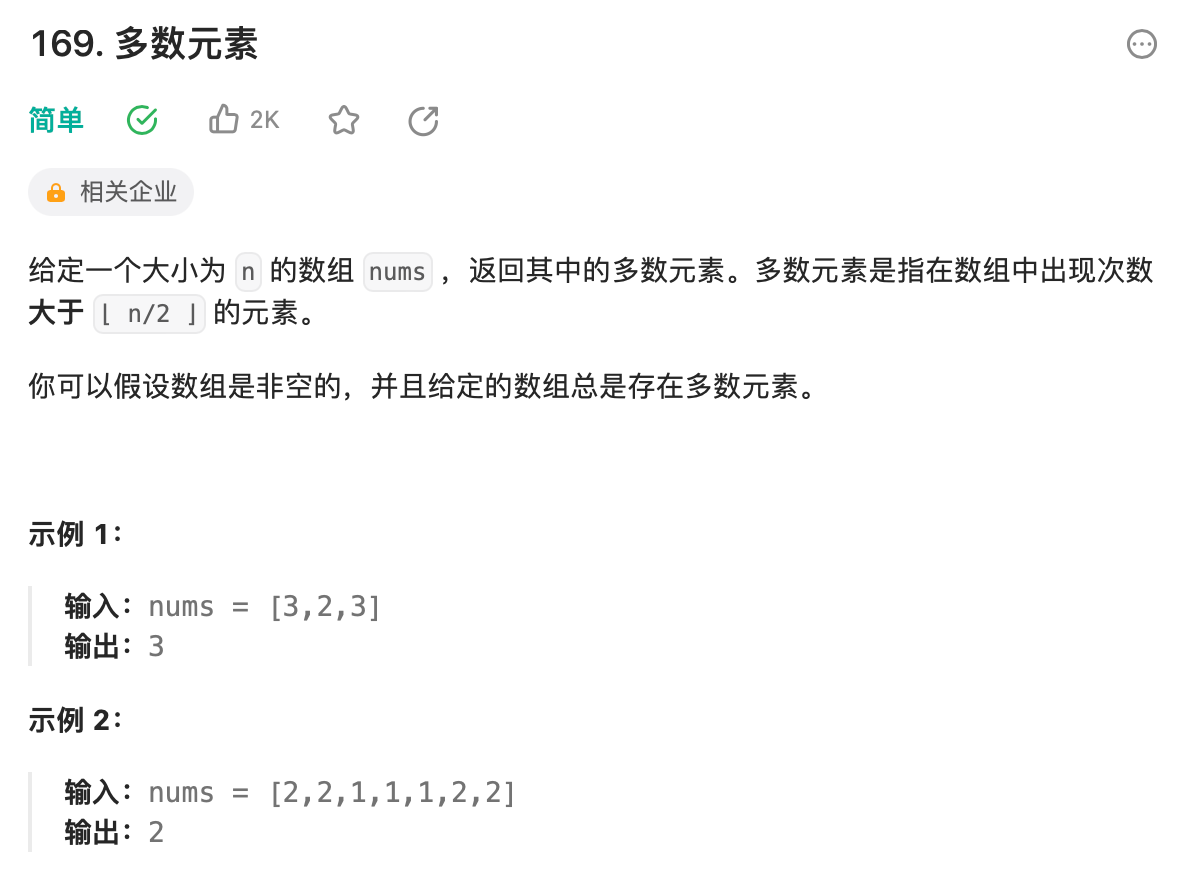 169. 多数元素
简单 2K
相关企业
给定一个大小为 n 的数组 nums ，返回其中的多数元素。多数元素是指在数组中出现次数
大于 ⌊ n/2 ⌋ 的元素。
你可以假设数组是非空的，并且给定的数组总是存在多数元素。
示例 1：
输入：nums = [3,2,3]
输出：3
示例 2：
输入：nums = [2,2,1,1,1,2,2]
输出：2